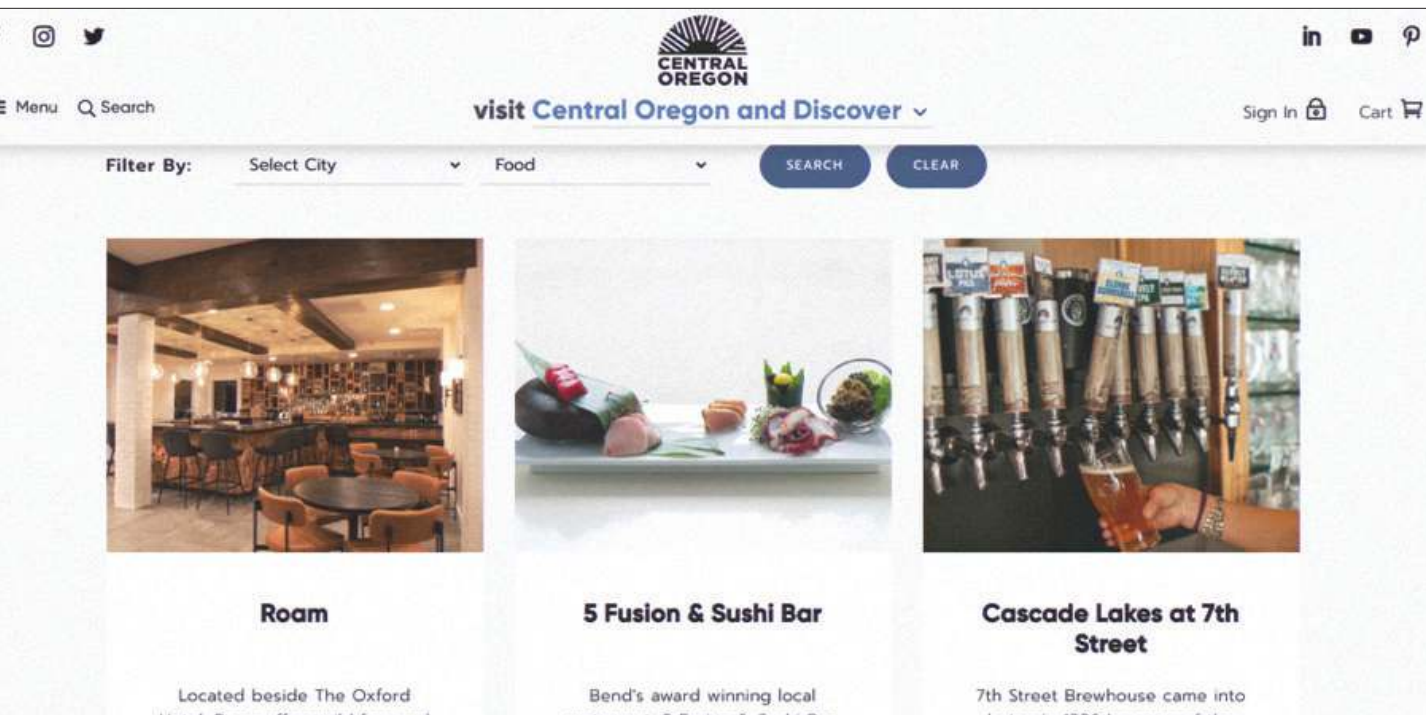 CENTRAL
OREGON
Menu Search
visit Central Oregon and Discover
Sign In Cart
Filter By: Select City Food SEARCH CLEAR
LOTUS
Roam
5 Fusion & Sushi Bar
Cascade Lakes at 7th
Street
Located beside The Oxford
Bend's award winning local
7th Street Brewhouse came into